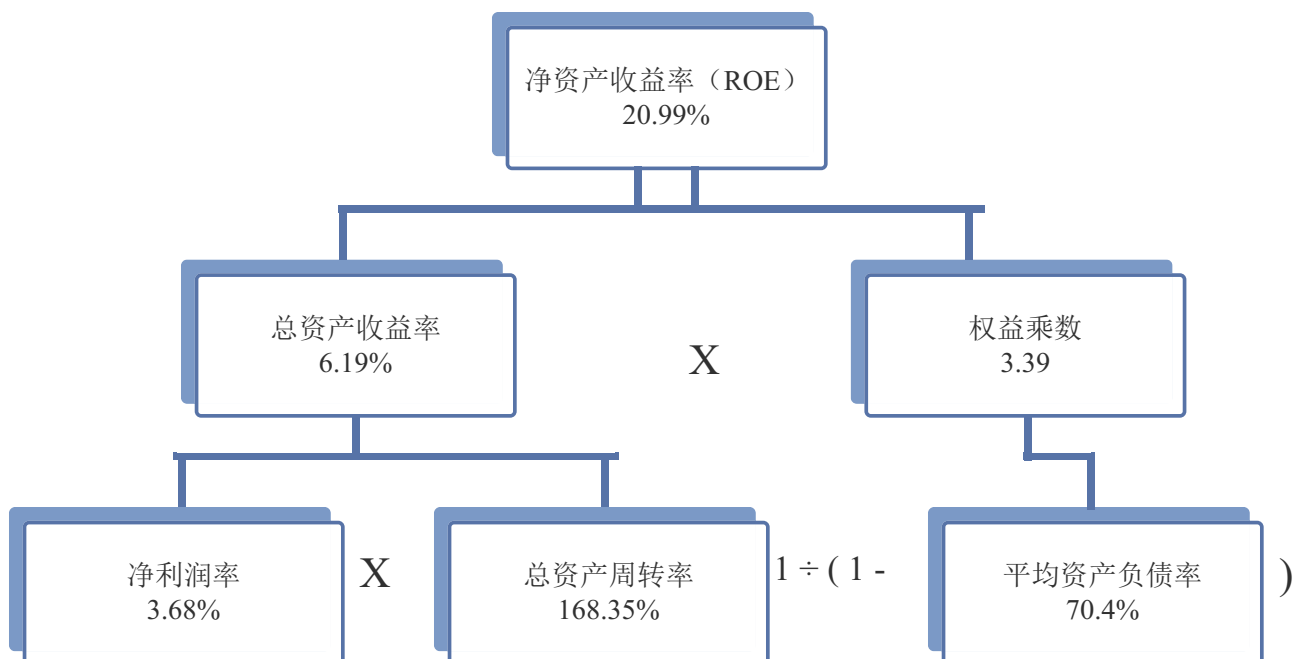 净资产收益率（ROE）
20.99%
总资产收益率
6.19%
X
权益乘数
3.39
净利润率
3.68%
X
总资产周转率
168.35%
1 ÷ ( 1 -
平均资产负债率
70.4%
)